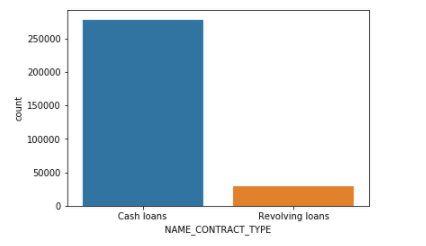 250000
200000
150000
100000
50000
0
count
Cash loans
Revolving loans
NAME_CONTRACT_TYPE